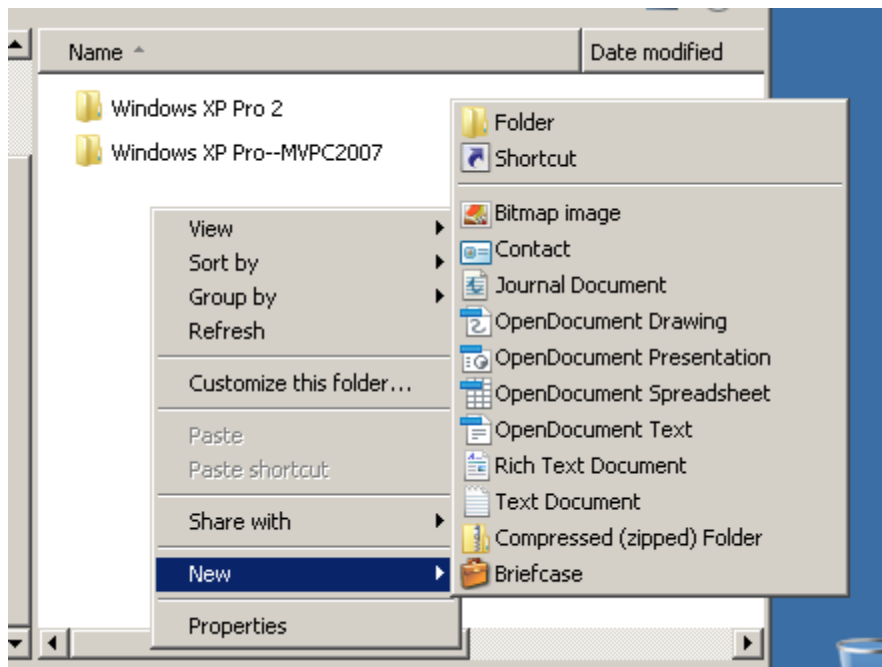 Name
Date modified
Windows XP Pro 2
Windows XP Pro--MVPC2007
View
Sort by
Group by
Refresh
Customize this folder...
Paste
Paste shortcut
Share with
New
Properties
Folder
Shortcut
Bitmap image
Contact
Journal Document
OpenDocument Drawing
OpenDocument Presentation
OpenDocument Spreadsheet
OpenDocument Text
Rich Text Document
Text Document
Compressed (zipped) Folder
Briefcase